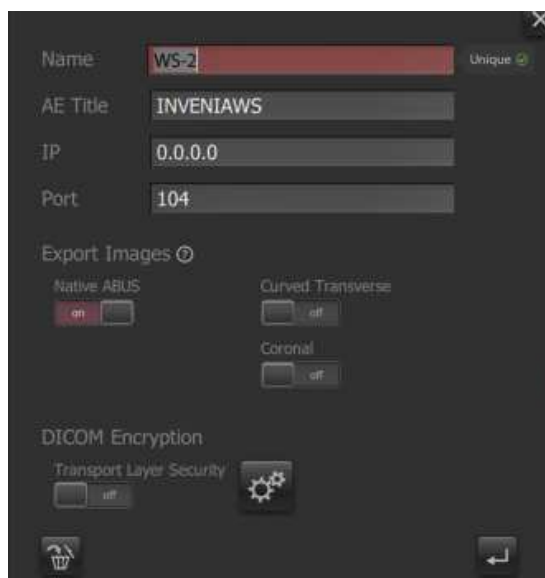 Name WS-2 Unique
AE Title INVENIAWS
IP 0.0.0.0
Port 104
Export Images ?
Native ABUS Curved Transverse
on off
Coronal
off
DICOM Encryption
Transport Layer Security
off